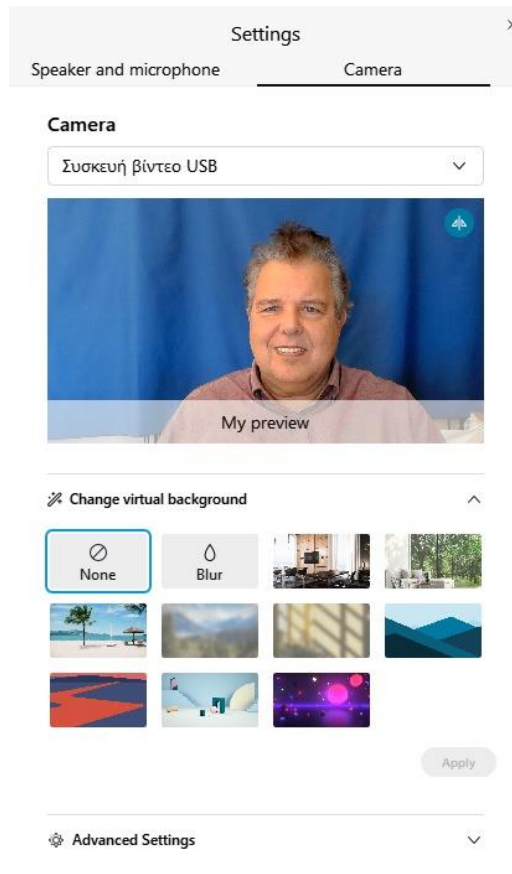 Settings
Speaker and microphone
Camera
Camera
Συσκευή βίντεο USB
My preview
Change virtual background
None
Blur
Apply
Advanced Settings